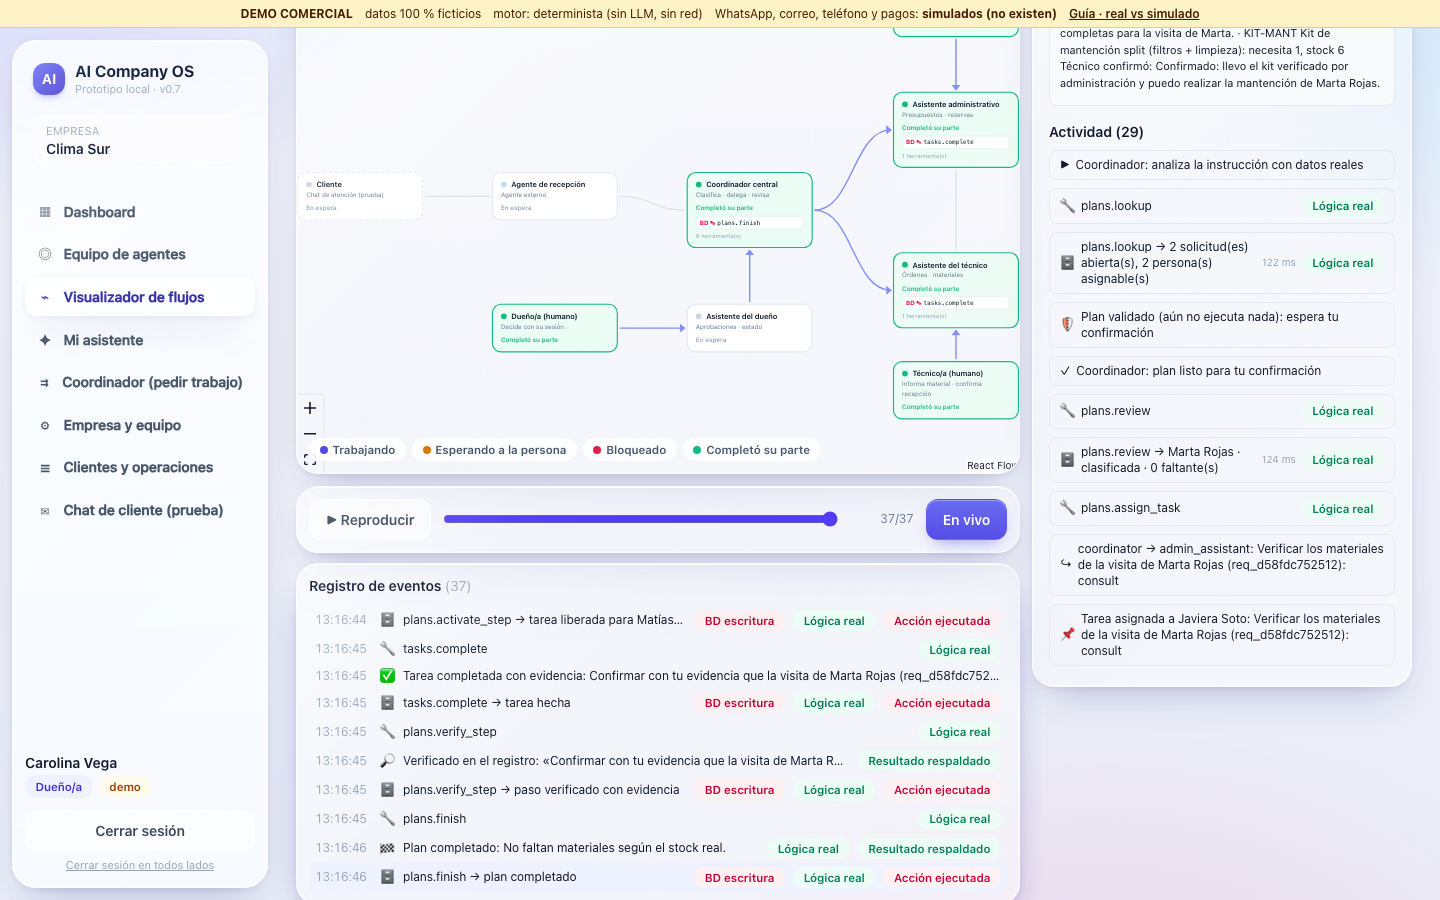 DEMO COMERCIAL datos 100 % ficticios motor: determinista (sin LLM, sin red) WhatsApp, correo, teléfono y pagos: simulados (no existen) Guía · real vs simulado
AI
AI Company OS
Prototipo local · v0.7
EMPRESA
Clima Sur
Dashboard
Equipo de agentes
Visualizador de flujos
Mi asistente
Coordinador (pedir trabajo)
Empresa y equipo
Clientes y operaciones
Chat de cliente (prueba)
Carolina Vega
Dueño/a demo
Cerrar sesión
Cerrar sesión en todos lados
Cliente
Chat de atención (prueba)
En espera
Agente de recepción
Agente externo
En espera
Coordinador central
Clasifica · delega · revisa
Completó su parte
BD plans.finish
8 herramienta(s)
Asistente administrativo
Presupuestos · reservas
Completó su parte
BD tasks.complete
1 herramienta(s)
Asistente del técnico
Órdenes · materiales
Completó su parte
BD tasks.complete
1 herramienta(s)
Dueño/a (humano)
Decide con su sesión
Completó su parte
Asistente del dueño
Aprobaciones · estado
En espera
Técnico/a (humano)
Informa material · confirma
recepción
Completó su parte
Trabajando
Esperando a la persona
Bloqueado
Completó su parte
React Flow
Reproducir
37/37
En vivo
Registro de eventos (37)
13:16:44 plans.activate_step → tarea liberada para Matías... BD escritura Lógica real Acción ejecutada
13:16:45 tasks.complete Lógica real
13:16:45 Tarea completada con evidencia: Confirmar con tu evidencia que la visita de Marta Rojas (req_d58fdc752...
13:16:45 tasks.complete → tarea hecha BD escritura Lógica real Acción ejecutada
13:16:45 plans.verify_step Lógica real
13:16:45 Verificado en el registro: «Confirmar con tu evidencia que la visita de Marta R... Resultado respaldado
13:16:45 plans.verify_step → paso verificado con evidencia BD escritura Lógica real Acción ejecutada
13:16:45 plans.finish Lógica real
13:16:46 Plan completado: No faltan materiales según el stock real. Lógica real Resultado respaldado
13:16:46 plans.finish → plan completado BD escritura Lógica real Acción ejecutada
completas para la visita de Marta. · KIT-MANT Kit de
mantención split (filtros + limpieza): necesita 1, stock 6
Técnico confirmó: Confirmado: llevo el kit verificado por
administración y puedo realizar la mantención de Marta Rojas.
Actividad (29)
Coordinador: analiza la instrucción con datos reales
plans.lookup Lógica real
plans.lookup → 2 solicitud(es)
abierta(s), 2 persona(s)
asignable(s)
122 ms Lógica real
Plan validado (aún no ejecuta nada): espera tu
confirmación
Coordinador: plan listo para tu confirmación
plans.review Lógica real
plans.review → Marta Rojas ·
clasificada · 0 faltante(s)
124 ms Lógica real
plans.assign_task Lógica real
coordinator → admin_assistant: Verificar los materiales
de la visita de Marta Rojas (req_d58fdc752512):
consult
Tarea asignada a Javiera Soto: Verificar los materiales
de la visita de Marta Rojas (req_d58fdc752512):
consult